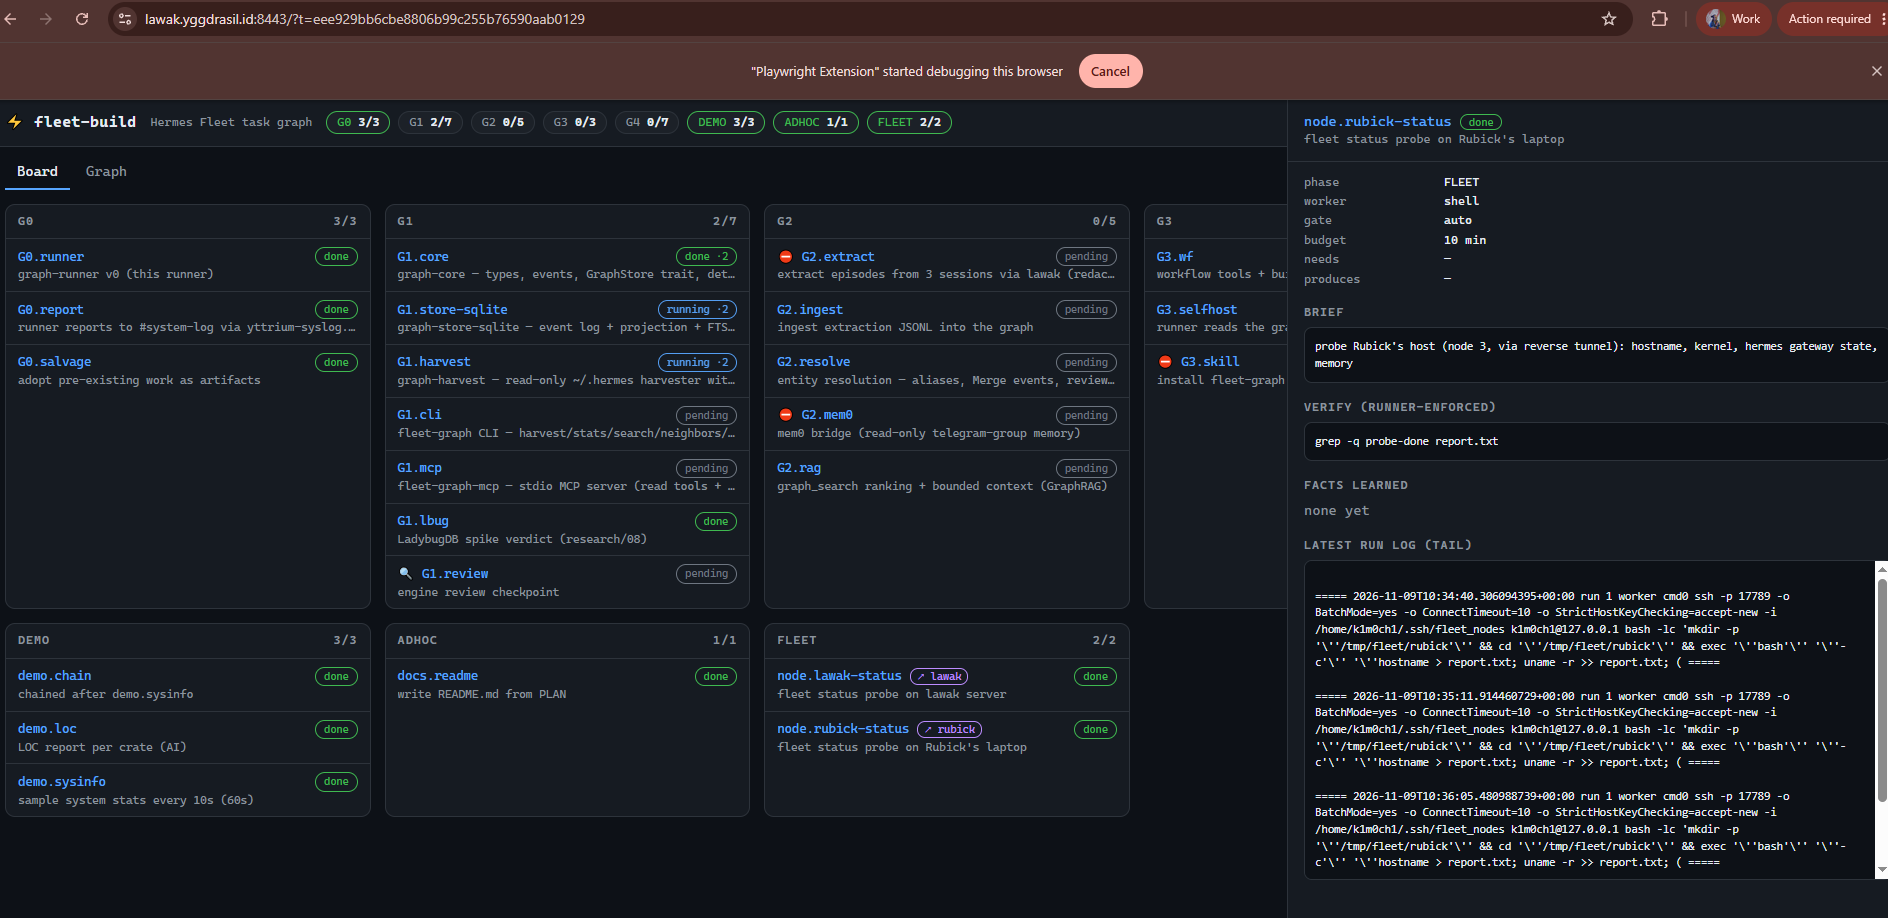 lawak.yggdrasil.id:8443/?t=eee929bb6cbe8806b99c255b76590aab0129
Work
Action required
"Playwright Extension" started debugging this browser
Cancel
fleet-build
Hermes Fleet task graph
G0 3/3
G1 2/7
G2 0/5
G3 0/3
G4 0/7
DEMO 3/3
ADHOC 1/1
FLEET 2/2
Board
Graph
G0 3/3
G0.runner done
graph-runner v0 (this runner)
G0.report done
runner reports to #system-log via yttrium-syslog.…
G0.salvage done
adopt pre-existing work as artifacts
G1 2/7
G1.core done ·2
graph-core — types, events, GraphStore trait, det…
G1.store-sqlite running ·2
graph-store-sqlite — event log + projection + FTS…
G1.harvest running ·2
graph-harvest — read-only ~/.hermes harvester wit…
G1.cli pending
fleet-graph CLI — harvest/stats/search/neighbors/…
G1.mcp pending
fleet-graph-mcp — stdio MCP server (read tools + …
G1.lbug done
LadybugDB spike verdict (research/08)
G1.review pending
engine review checkpoint
G2 0/5
G2.extract pending
extract episodes from 3 sessions via lawak (redac…
G2.ingest pending
ingest extraction JSONL into the graph
G2.resolve pending
entity resolution — aliases, Merge events, review…
G2.mem0 pending
mem0 bridge (read-only telegram-group memory)
G2.rag pending
graph_search ranking + bounded context (GraphRAG)
G3
G3.wf
workflow tools + bu
G3.selfhost
runner reads the gra
G3.skill
install fleet-graph
DEMO 3/3
demo.chain done
chained after demo.sysinfo
demo.loc done
LOC report per crate (AI)
demo.sysinfo done
sample system stats every 10s (60s)
ADHOC 1/1
docs.readme done
write README.md from PLAN
FLEET 2/2
node.lawak-status ↗ lawak done
fleet status probe on lawak server
node.rubick-status ↗ rubick done
fleet status probe on Rubick's laptop
node.rubick-status done
fleet status probe on Rubick's laptop
phase FLEET
worker shell
gate auto
budget 10 min
needs —
produces —
BRIEF
probe Rubick's host (node 3, via reverse tunnel): hostname, kernel, hermes gateway state,
memory
VERIFY (RUNNER-ENFORCED)
grep -q probe-done report.txt
FACTS LEARNED
none yet
LATEST RUN LOG (TAIL)
===== 2026-11-09T10:34:40.306094395+00:00 run 1 worker cmd0 ssh -p 17789 -o
BatchMode=yes -o ConnectTimeout=10 -o StrictHostKeyChecking=accept-new -i
/home/k1m0ch1/.ssh/fleet_nodes k1m0ch1@127.0.0.1 bash -lc 'mkdir -p
'\''/tmp/fleet/rubick'\'' && cd '\''/tmp/fleet/rubick'\'' && exec '\''bash'\'' '\''-
c'\'' '\''hostname > report.txt; uname -r >> report.txt; ( =====
===== 2026-11-09T10:35:11.914460729+00:00 run 1 worker cmd0 ssh -p 17789 -o
BatchMode=yes -o ConnectTimeout=10 -o StrictHostKeyChecking=accept-new -i
/home/k1m0ch1/.ssh/fleet_nodes k1m0ch1@127.0.0.1 bash -lc 'mkdir -p
'\''/tmp/fleet/rubick'\'' && cd '\''/tmp/fleet/rubick'\'' && exec '\''bash'\'' '\''-
c'\'' '\''hostname > report.txt; uname -r >> report.txt; ( =====
===== 2026-11-09T10:36:05.480988739+00:00 run 1 worker cmd0 ssh -p 17789 -o
BatchMode=yes -o ConnectTimeout=10 -o StrictHostKeyChecking=accept-new -i
/home/k1m0ch1/.ssh/fleet_nodes k1m0ch1@127.0.0.1 bash -lc 'mkdir -p
'\''/tmp/fleet/rubick'\'' && cd '\''/tmp/fleet/rubick'\'' && exec '\''bash'\'' '\''-
c'\'' '\''hostname > report.txt; uname -r >> report.txt; ( =====